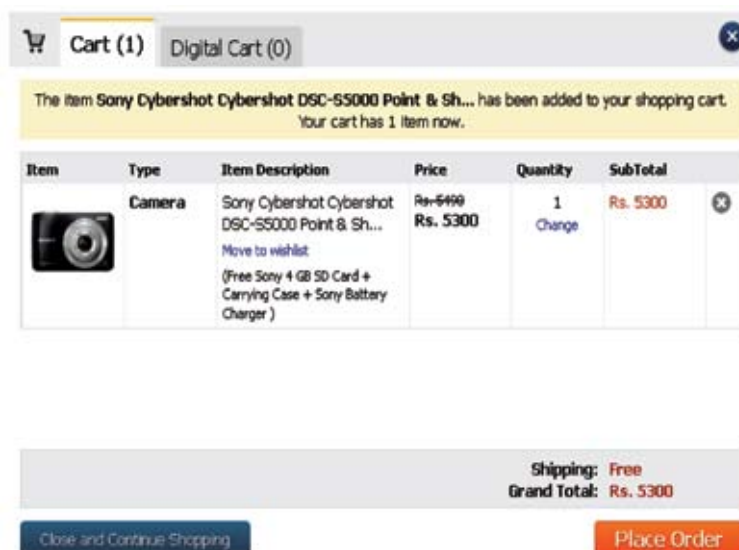 Cart (1) Digital Cart (0)
The item Sony Cybershot Cybershot DSC-S5000 Point & Sh... has been added to your shopping cart.
Your cart has 1 item now.
Item Type Item Description Price Quantity SubTotal
Camera Sony Cybershot Cybershot Rs. 5490 1 Rs. 5300
DSC-S5000 Point & Sh... Rs. 5300 Change
Move to wishlist
(Free Sony 4 GB SD Card +
Carrying Case + Sony Battery
Charger )
Shipping: Free
Grand Total: Rs. 5300
Close and Continue Shopping Place Order